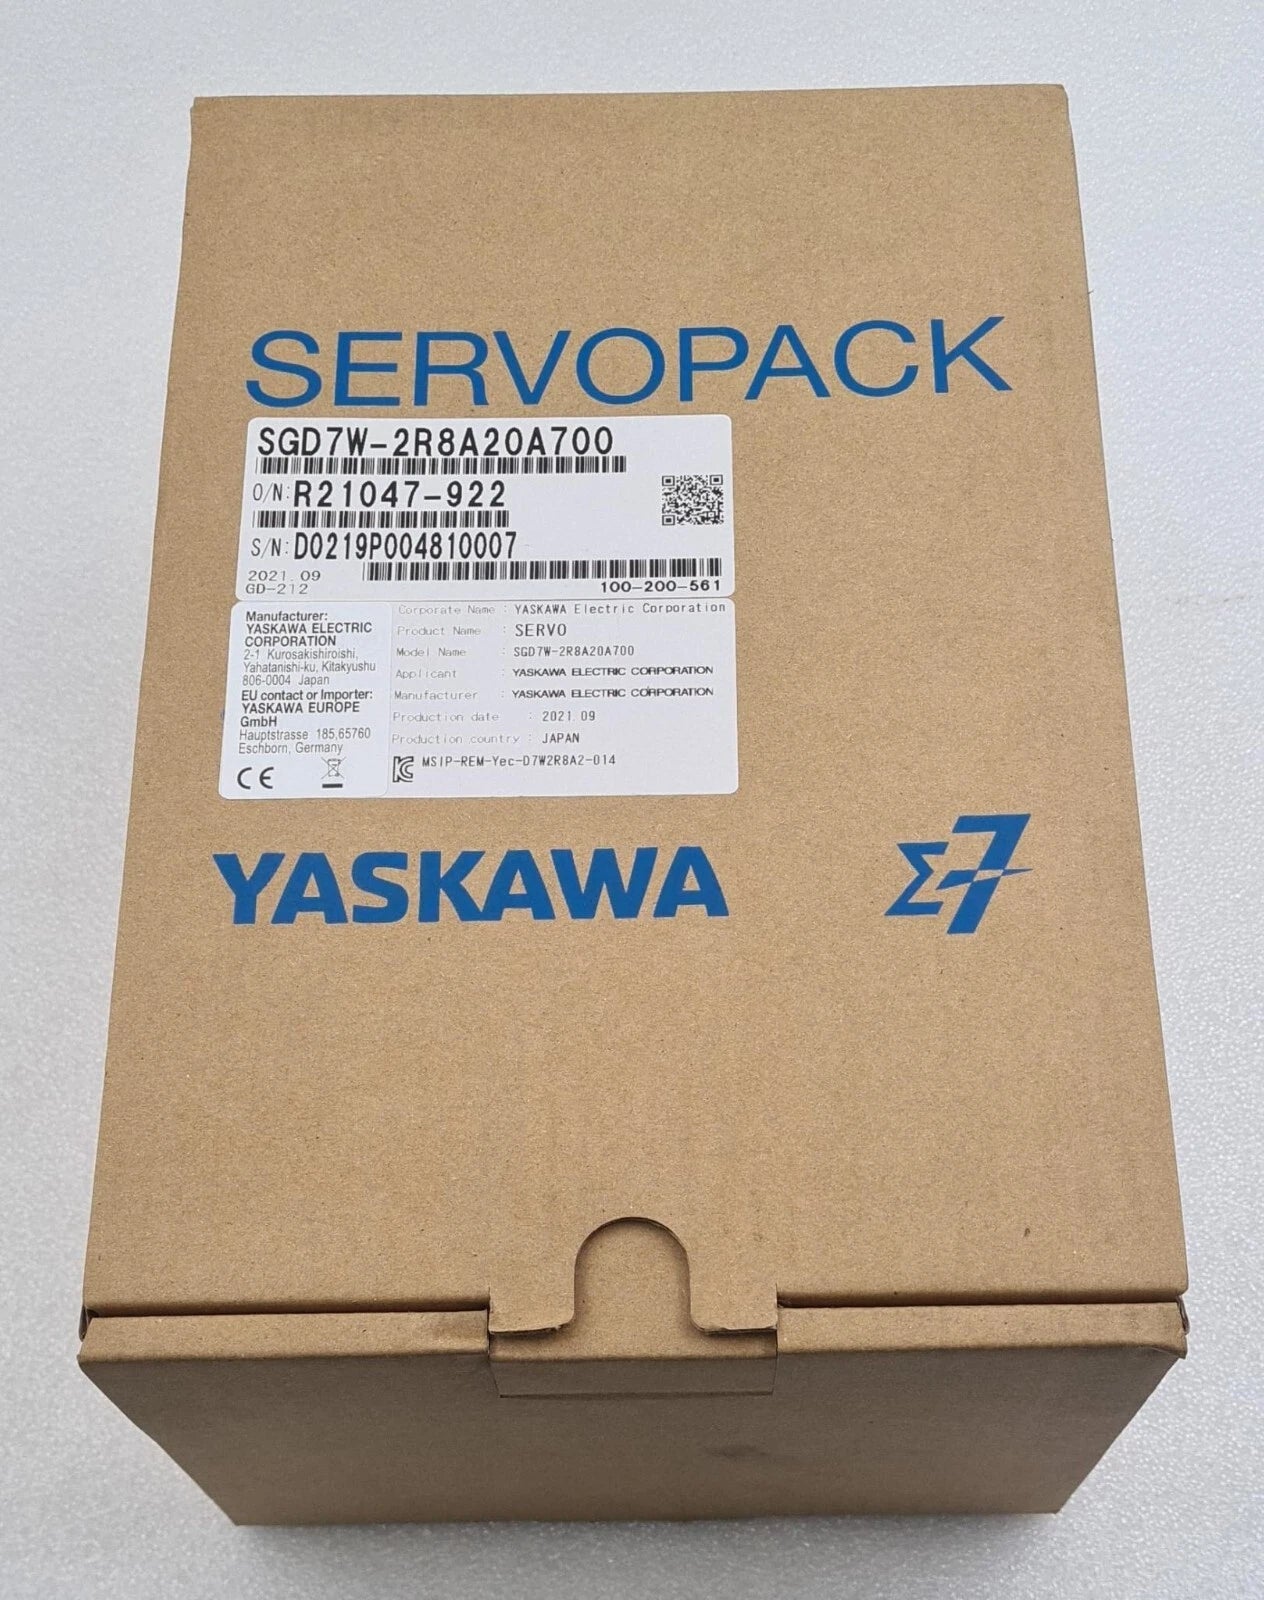 SERVOPACK
SGD7W-2R8A20A700
O/N: R21047-922
S/N: D0219P004810007
2021.09
GD-212
100-200-561
Manufacturer:
YASKAWA ELECTRIC
CORPORATION
2-1 Kurosakishiroishi,
Yahatanishi-ku, Kitakyushu
806-0004 Japan
EU contact or Importer:
YASKAWA EUROPE
GmbH
Hauptstrasse 185,65760
Eschborn, Germany
CE
Corporate Name : YASKAWA Electric Corporation
Product Name : SERVO
Model Name : SGD7W-2R8A20A700
Applicant : YASKAWA ELECTRIC CORPORATION
Manufacturer : YASKAWA ELECTRIC CORPORATION
Production date : 2021.09
Production country : JAPAN
MSIP-REM-Yec-D7W2R8A2-014
YASKAWA
Σ-7